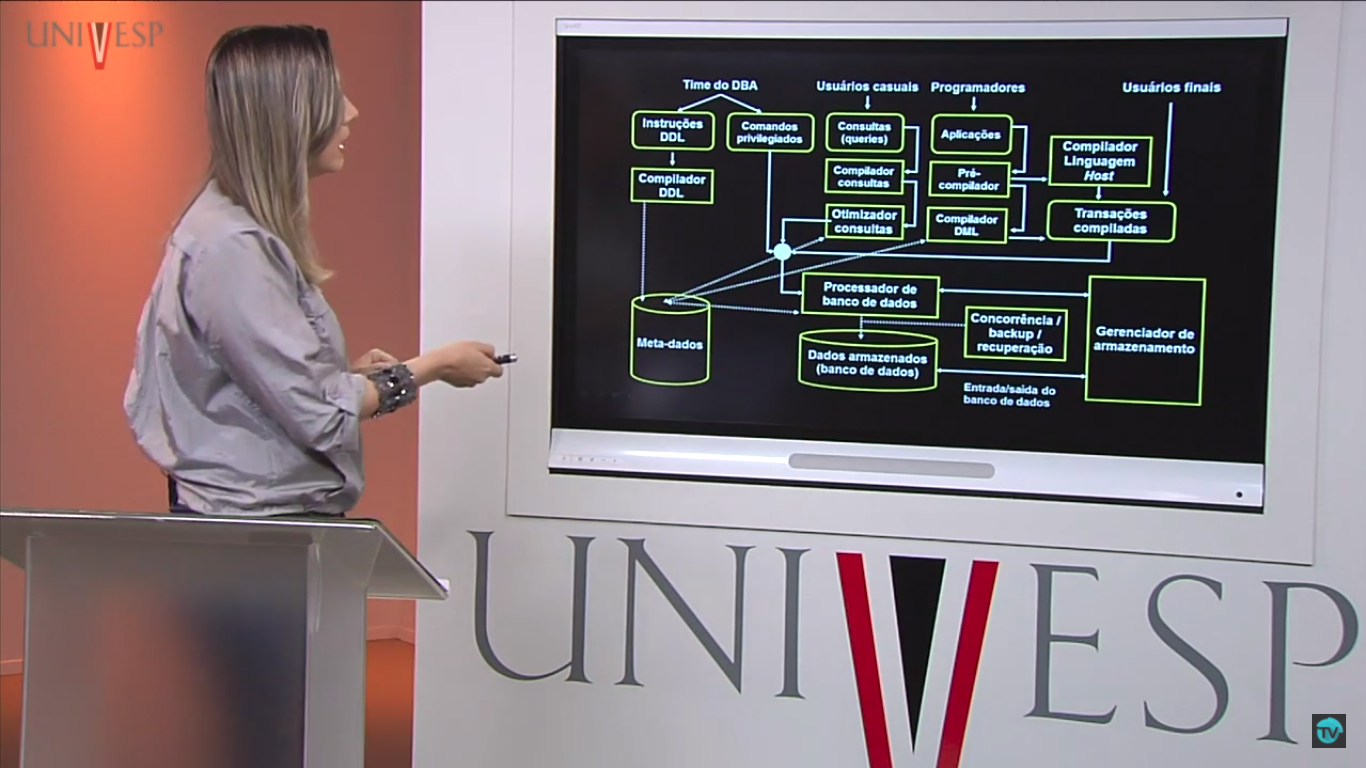 UNIVESP
Time do DBA
Usuários casuais
Programadores
Usuários finais
Instruções
DDL
Comandos
privilegiados
Consultas
(queries)
Aplicações
Compilador
Linguagem
Host
Compilador
DDL
Compilador
consultas
Pré-
compilador
Otimizador
consultas
Compilador
DML
Transações
compiladas
Processador de
banco de dados
Concorrência /
backup /
recuperação
Gerenciador de
armazenamento
Meta-dados
Dados armazenados
(banco de dados)
Entrada/saída do
banco de dados
UNIVESP
TV